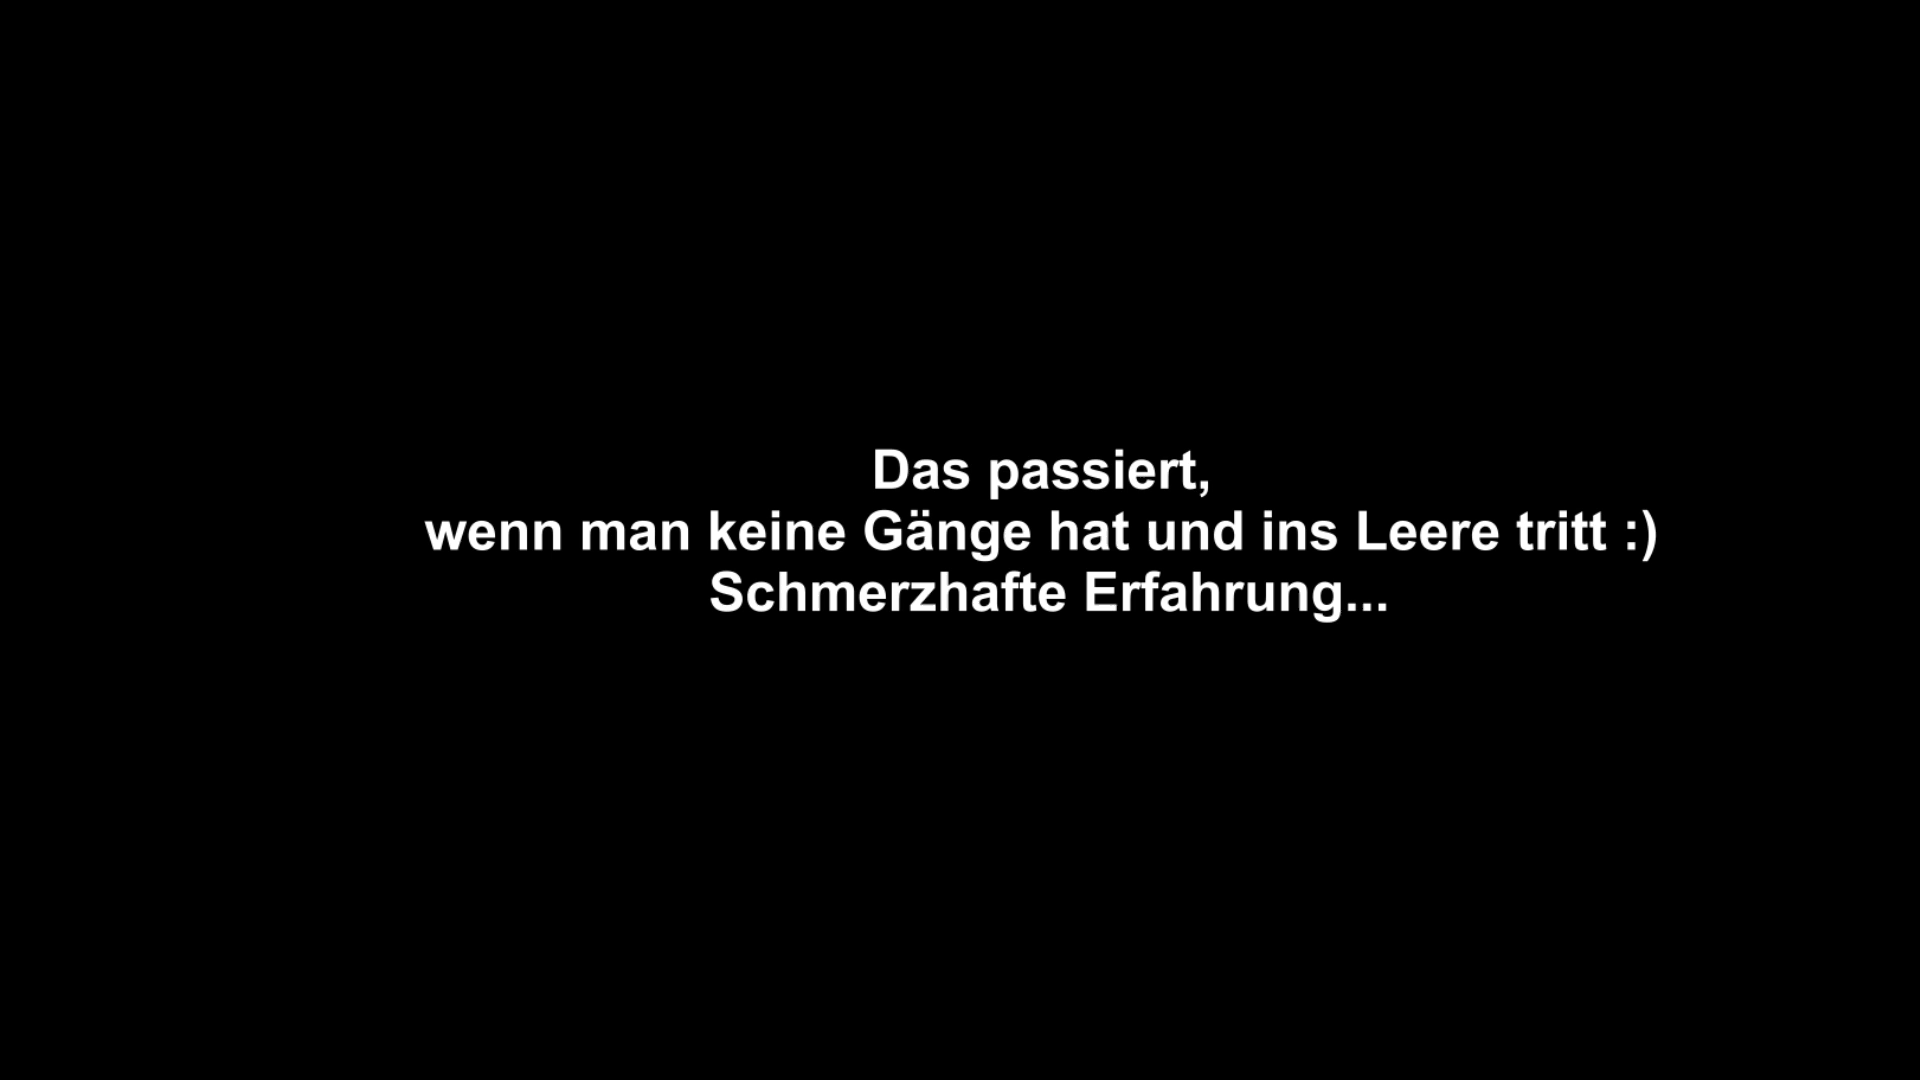 Das passiert,
wenn man keine Gänge hat und ins Leere tritt :)
Schmerzhafte Erfahrung...